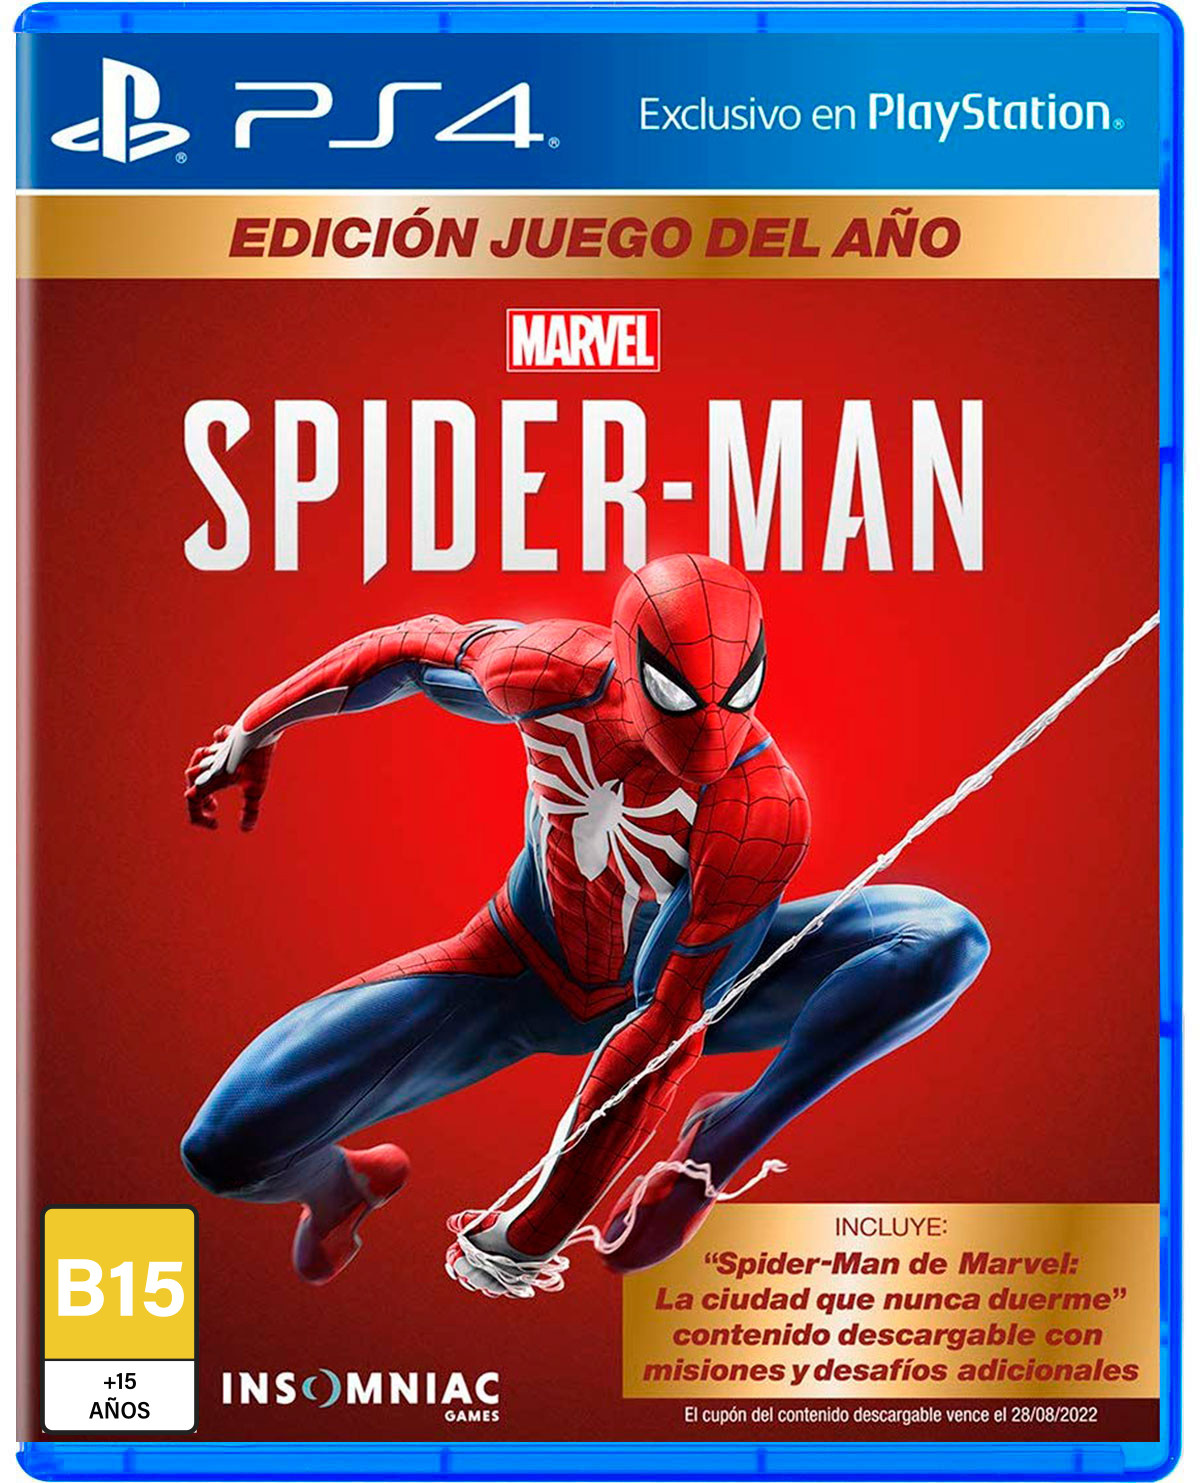 PS4 Exclusivo en PlayStation®
EDICIÓN JUEGO DEL AÑO
MARVEL
SPIDER-MAN
INCLUYE:
“Spider-Man de Marvel:
La ciudad que nunca duerme”
contenido descargable con
misiones y desafíos adicionales
El cupón del contenido descargable vence el 28/08/2022
B15
+15
AÑOS
INSOMNIAC
GAMES